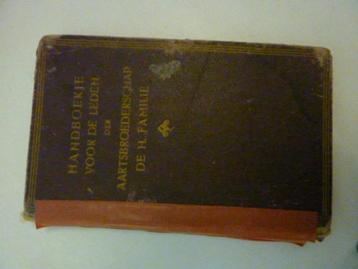 HANDBOEKJE
VOOR DE LEDEN
DER
AARTSBROEDERSCHAP
DE H. FAMILIE